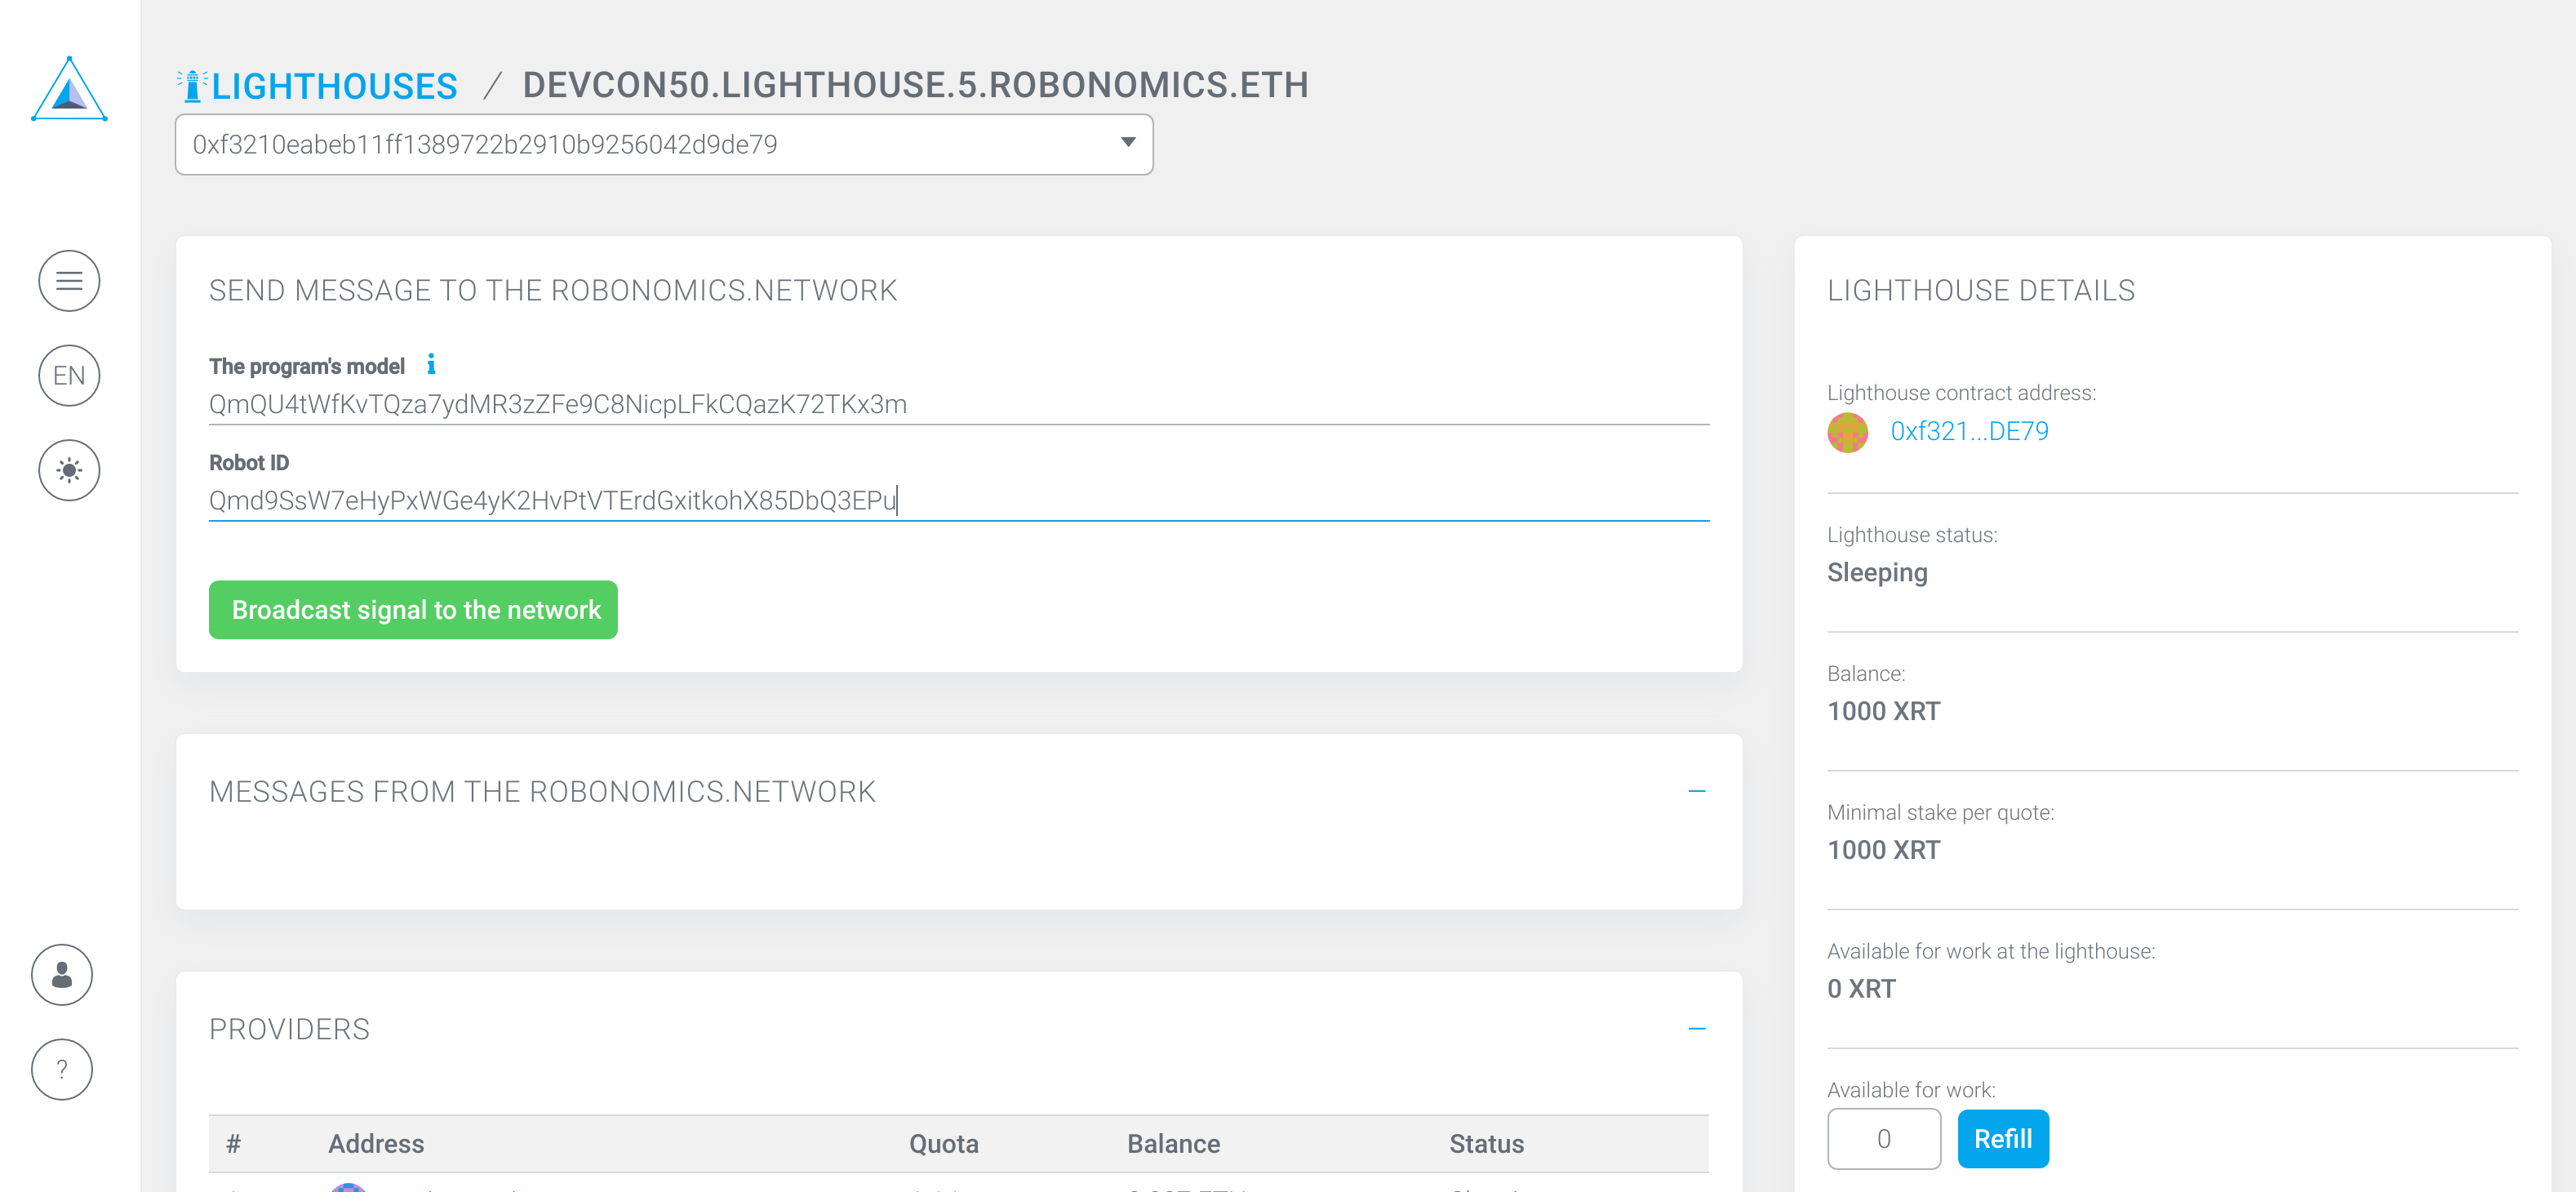 LIGHTHOUSES / DEVCON50.LIGHTHOUSE.5.ROBONOMICS.ETH
0xf3210eabeb11ff1389722b2910b9256042d9de79
EN
SEND MESSAGE TO THE ROBONOMICS.NETWORK
The program's model
QmQU4tWfKvTQza7ydMR3zZFe9C8NicpLFkCQazK72TKx3m
Robot ID
Qmd9SsW7eHyPxWGe4yK2HvPtVTErdGxitkohX85DbQ3EPu
Broadcast signal to the network
MESSAGES FROM THE ROBONOMICS.NETWORK
PROVIDERS
# Address Quota Balance Status
?
LIGHTHOUSE DETAILS
Lighthouse contract address:
0xf321...DE79
Lighthouse status:
Sleeping
Balance:
1000 XRT
Minimal stake per quote:
1000 XRT
Available for work at the lighthouse:
0 XRT
Available for work:
0 Refill